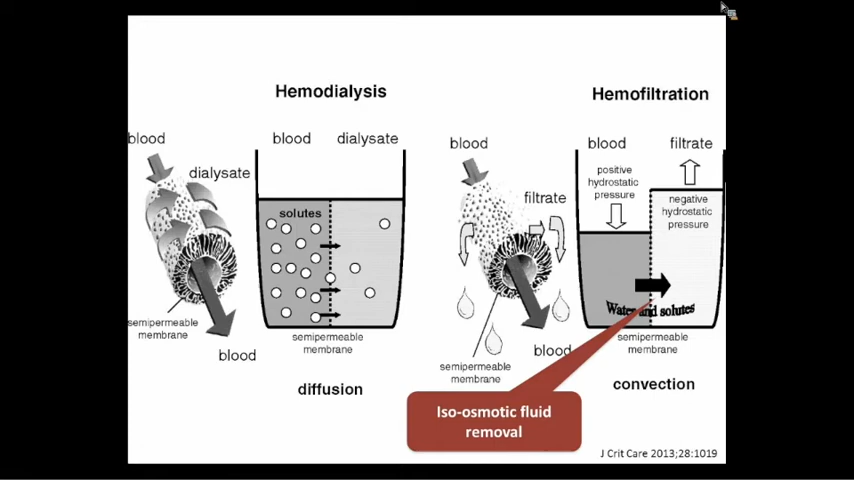 Hemodialysis
blood
dialysate
blood
dialysate
solutes
semipermeable
membrane
blood
semipermeable
membrane
diffusion
Hemofiltration
blood
filtrate
blood
filtrate
positive
hydrostatic
pressure
negative
hydrostatic
pressure
Water and solutes
semipermeable
membrane
blood
semipermeable
membrane
convection
Iso-osmotic fluid
removal
J Crit Care 2013;28:1019